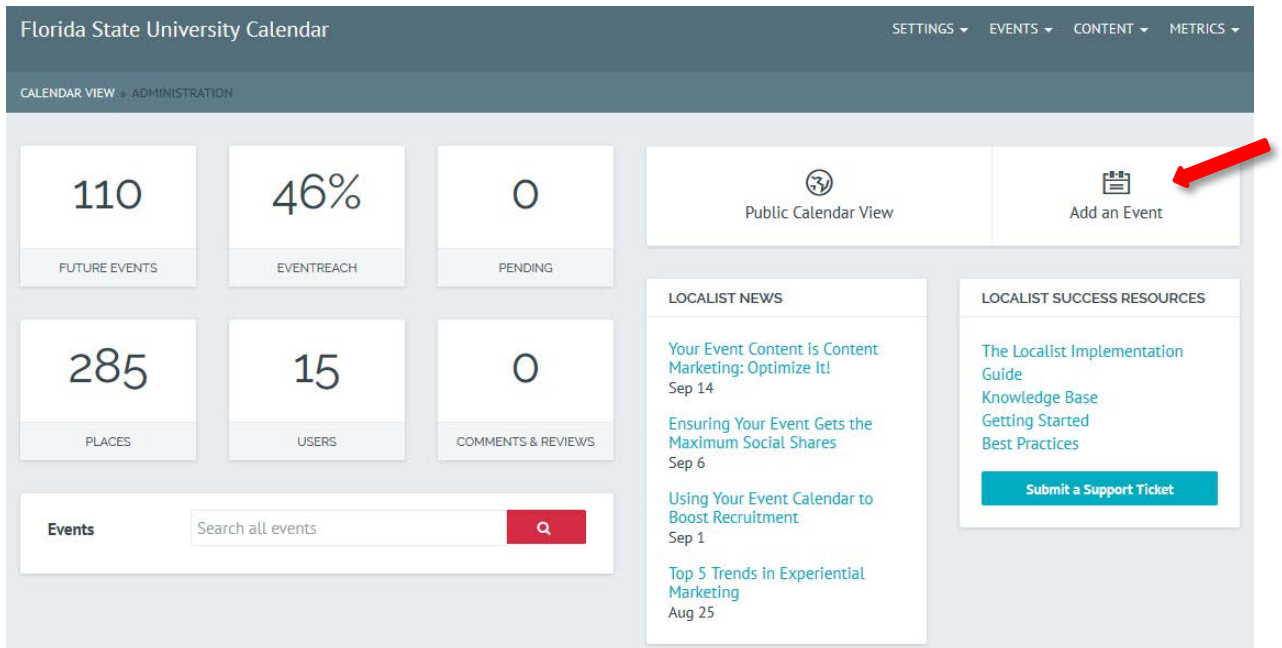 Florida State University Calendar
SETTINGS EVENTS CONTENT METRICS
CALENDAR VIEW » ADMINISTRATION
110
FUTURE EVENTS
46%
EVENTREACH
0
PENDING
285
PLACES
15
USERS
0
COMMENTS & REVIEWS
Events
Search all events
Public Calendar View
Add an Event
LOCALIST NEWS
Your Event Content is Content
Marketing: Optimize It!
Sep 14
Ensuring Your Event Gets the
Maximum Social Shares
Sep 6
Using Your Event Calendar to
Boost Recruitment
Sep 1
Top 5 Trends in Experiential
Marketing
Aug 25
LOCALIST SUCCESS RESOURCES
The Localist Implementation
Guide
Knowledge Base
Getting Started
Best Practices
Submit a Support Ticket